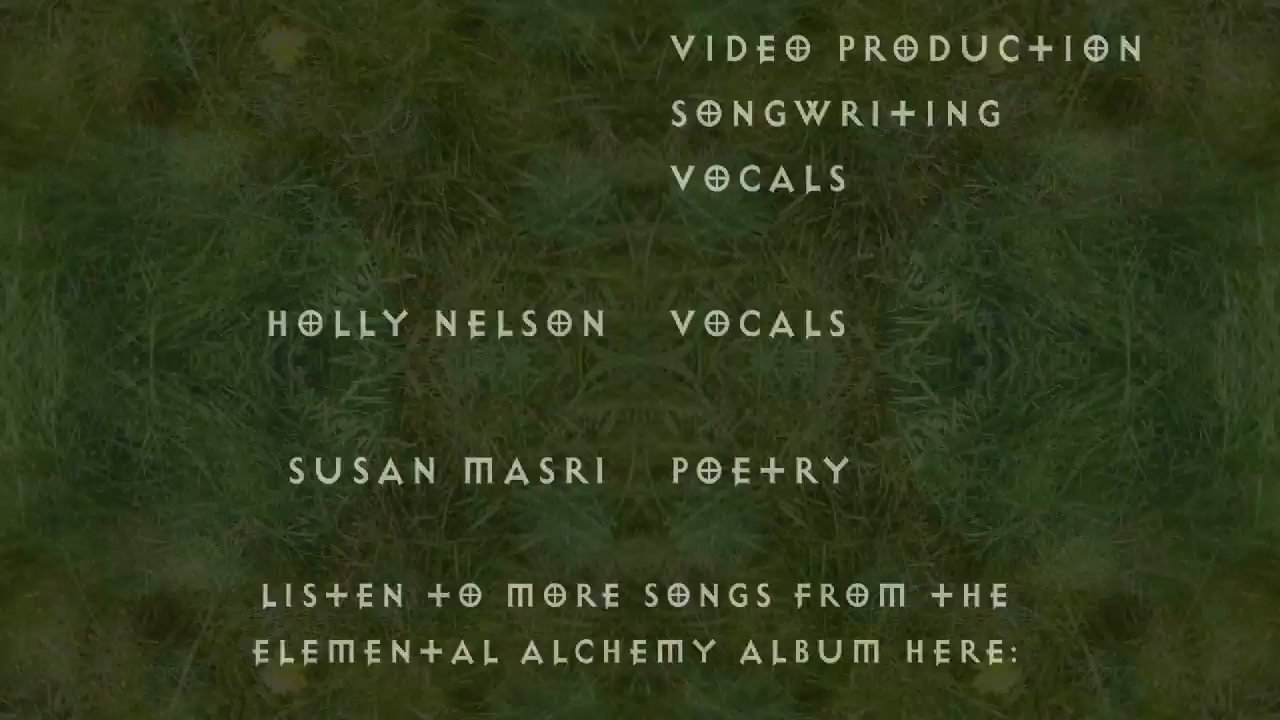 VIDEO PRODUCTION
SONGWRITING
VOCALS
HOLLY NELSON VOCALS
SUSAN MASRI POETRY
LISTEN TO MORE SONGS FROM THE
ELEMENTAL ALCHEMY ALBUM HERE: